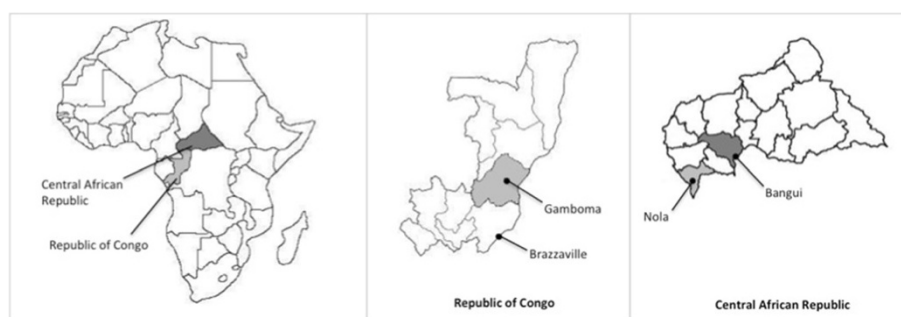 Central African
Republic
Republic of Congo
Gamboma
Brazzaville
Republic of Congo
Nola
Bangui
Central African Republic